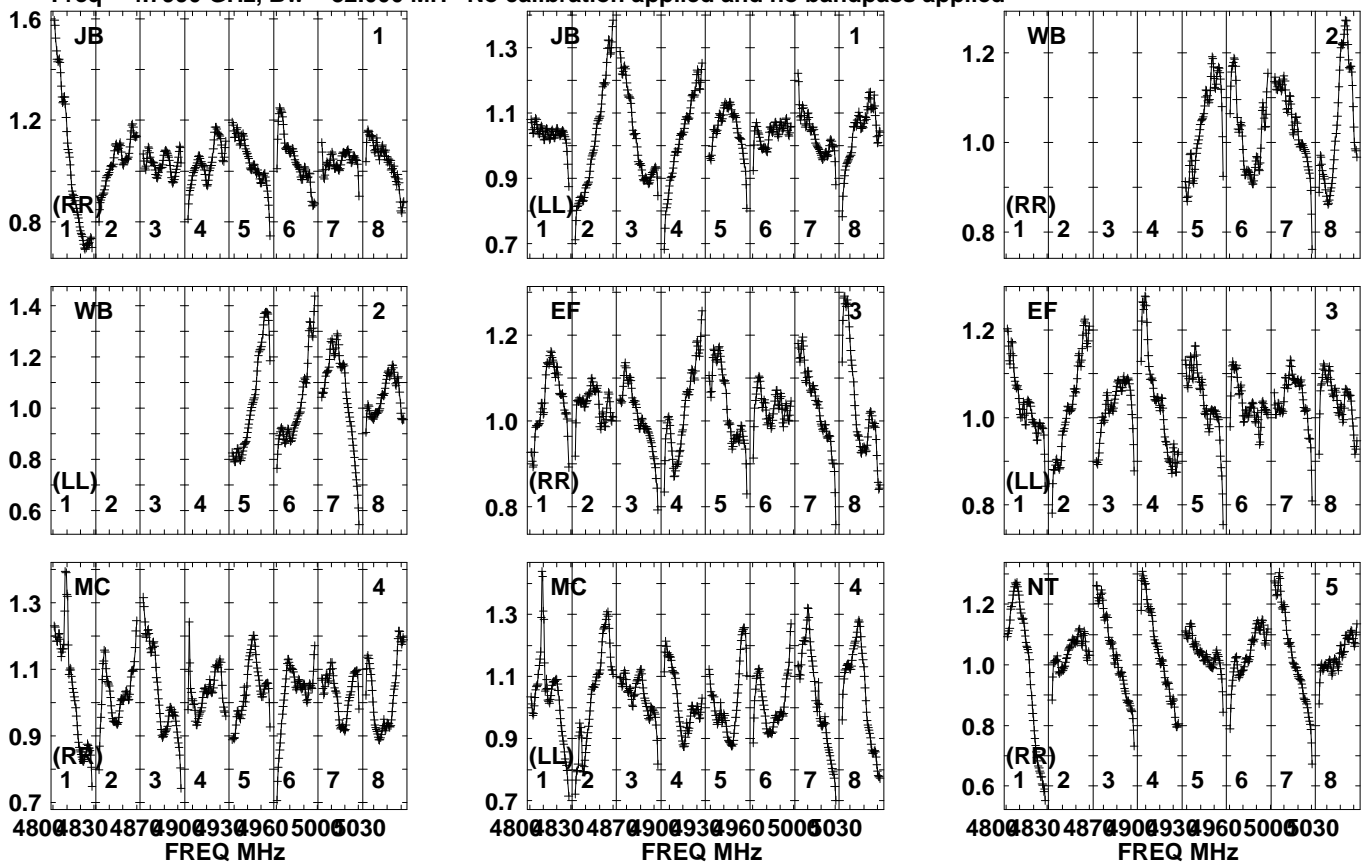 No calibration applied and no bandpass applied
1.6 JB 1
1.2
0.8 (RR)
1 2 3 4 5 6 7 8
1.3 JB 1
1.1
0.9
0.7 (LL)
1 2 3 4 5 6 7 8
WB 2
1.2
1.0
0.8 (RR)
1 2 3 4 5 6 7 8
1.4 WB 2
1.2
1.0
0.8
0.6 (LL)
1 2 3 4 5 6 7 8
EF 3
1.2
1.0
0.8 (RR)
1 2 3 4 5 6 7 8
EF 3
1.2
1.0
0.8 (LL)
1 2 3 4 5 6 7 8
MC 4
1.3
1.1
0.9
0.7 (RR)
1 2 3 4 5 6 7 8
MC 4
1.3
1.1
0.9
0.7 (LL)
1 2 3 4 5 6 7 8
NT 5
1.2
1.0
0.8
0.6 (RR)
1 2 3 4 5 6 7 8
4800 4830 4870 4900 4930 4960 5000 5030
FREQ MHz
4800 4830 4870 4900 4930 4960 5000 5030
FREQ MHz
4800 4830 4870 4900 4930 4960 5000 5030
FREQ MHz